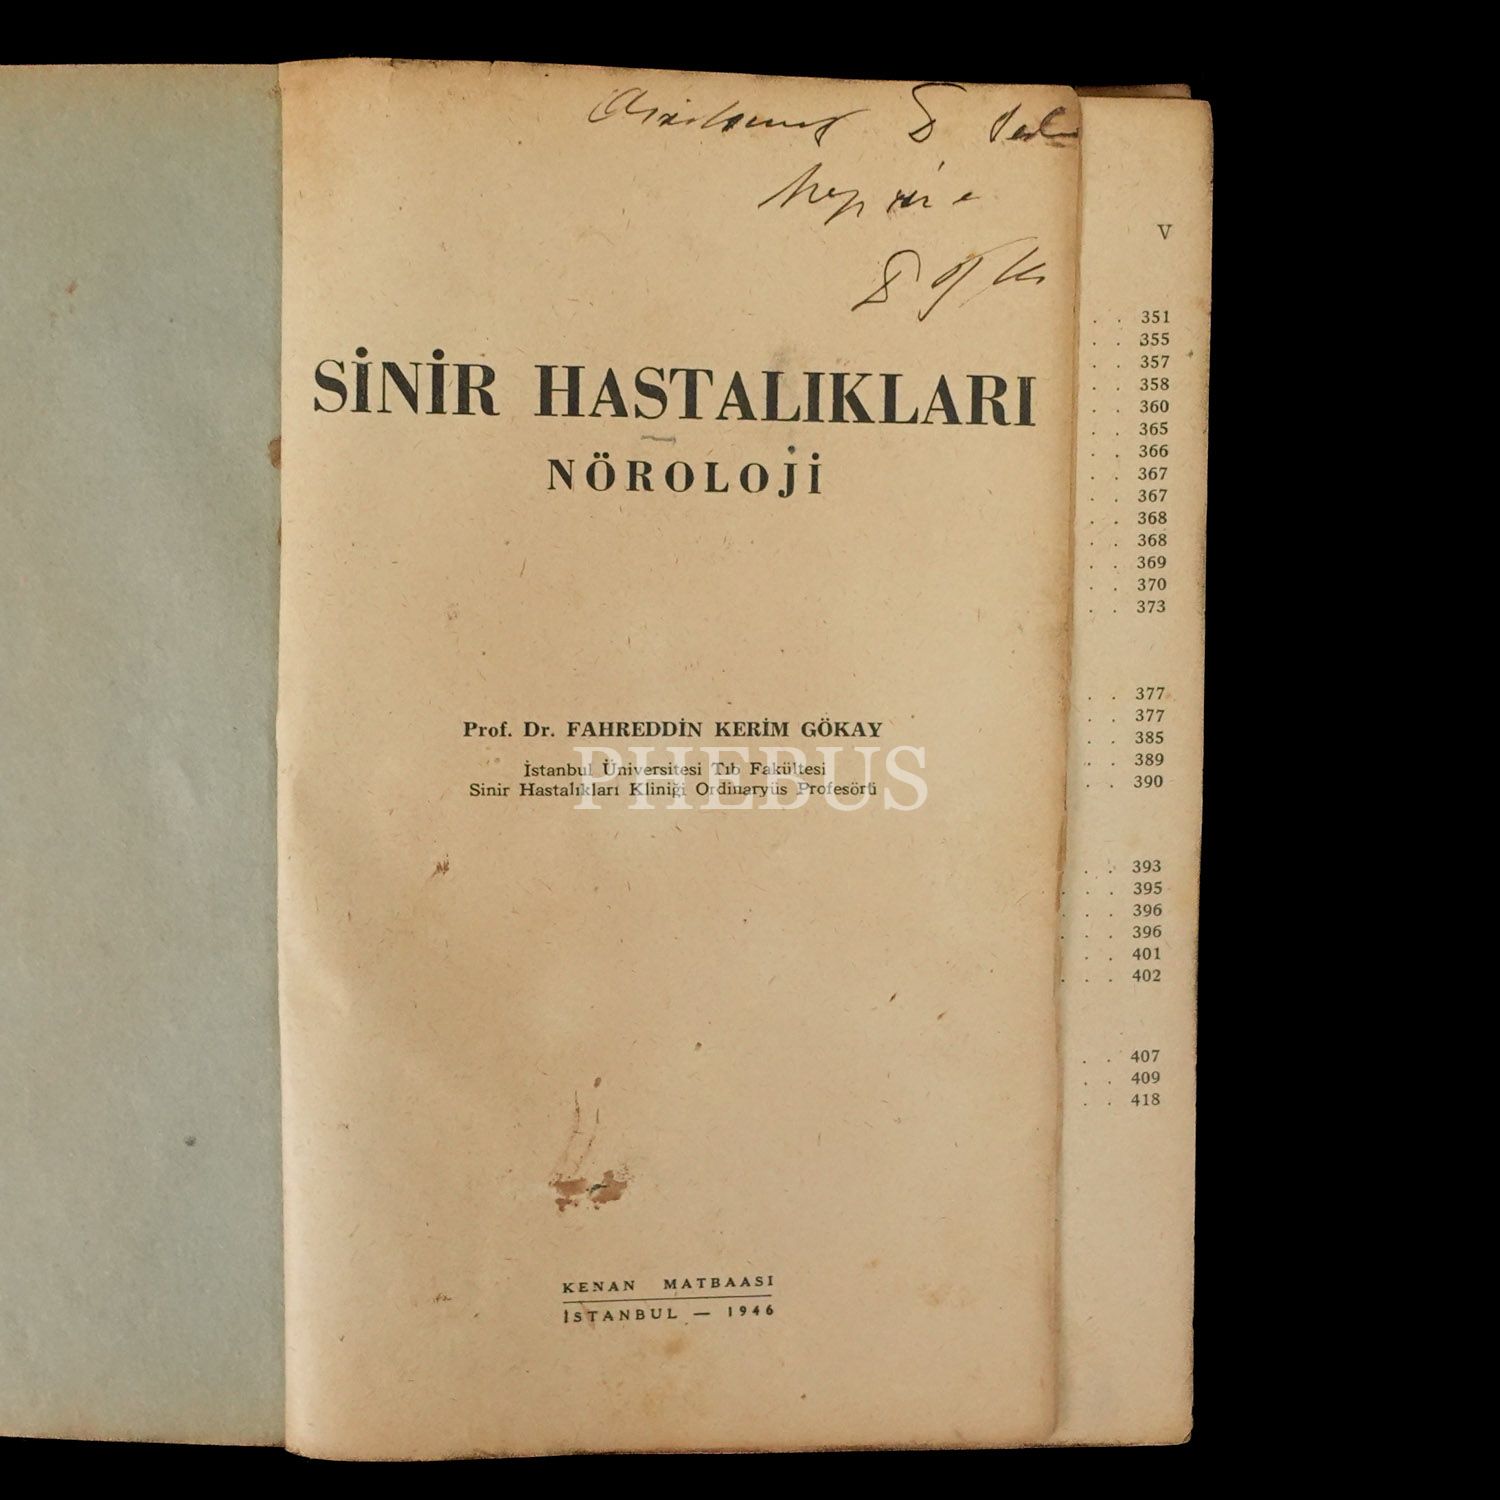 SİNİR HASTALIKLARI
NÖROLOJİ
Prof. Dr. FAHREDDİN KERİM GÖKAY
İstanbul Üniversitesi Tıb Fakültesi
Sinir Hastalıkları Kliniği Ordinaryüs Profesörü
PHEBUS
KENAN MATBAASI
İSTANBUL — 1946
V
. . 351
. . 355
. . 357
. . 358
. . 360
. . 365
. . 366
. . 367
. . 367
. . 368
. . 368
. . 369
. . 370
. . 373
. . 377
. . 377
. . 385
. . 389
. . 390
. . 393
. . . 395
. . . 396
. . . 396
. . 401
. . . 402
. . 407
. . 409
. . 418